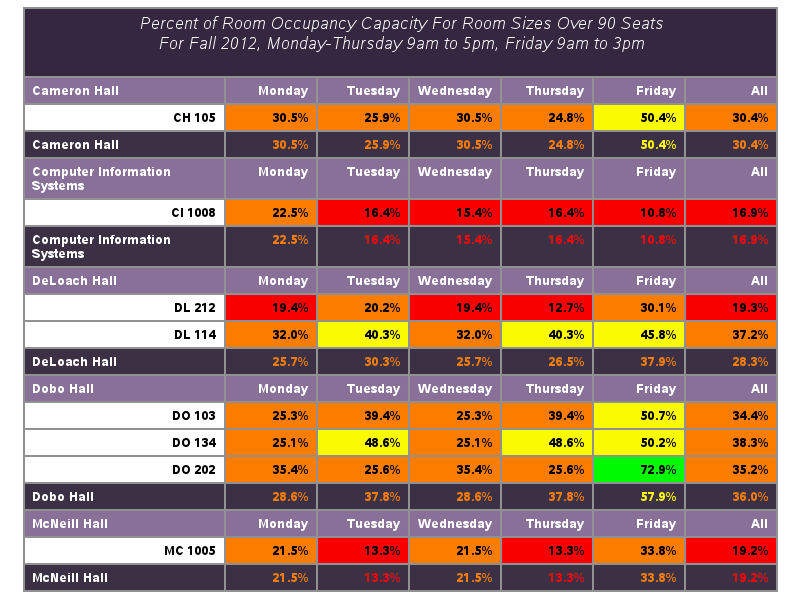 Percent of Room Occupancy Capacity For Room Sizes Over 90 Seats
For Fall 2012, Monday-Thursday 9am to 5pm, Friday 9am to 3pm
Cameron Hall Monday Tuesday Wednesday Thursday Friday All
CH 105 30.5% 25.9% 30.5% 24.8% 50.4% 30.4%
Cameron Hall 30.5% 25.9% 30.5% 24.8% 50.4% 30.4%
Computer Information Monday Tuesday Wednesday Thursday Friday All
Systems
CI 1008 22.5% 16.4% 15.4% 16.4% 10.8% 16.9%
Computer Information 22.5% 16.4% 15.4% 16.4% 10.8% 16.9%
Systems
DeLoach Hall Monday Tuesday Wednesday Thursday Friday All
DL 212 19.4% 20.2% 19.4% 12.7% 30.1% 19.3%
DL 114 32.0% 40.3% 32.0% 40.3% 45.8% 37.2%
DeLoach Hall 25.7% 30.3% 25.7% 26.5% 37.9% 28.3%
Dobo Hall Monday Tuesday Wednesday Thursday Friday All
DO 103 25.3% 39.4% 25.3% 39.4% 50.7% 34.4%
DO 134 25.1% 48.6% 25.1% 48.6% 50.2% 38.3%
DO 202 35.4% 25.6% 35.4% 25.6% 72.9% 35.2%
Dobo Hall 28.6% 37.8% 28.6% 37.8% 57.9% 36.0%
McNeill Hall Monday Tuesday Wednesday Thursday Friday All
MC 1005 21.5% 13.3% 21.5% 13.3% 33.8% 19.2%
McNeill Hall 21.5% 13.3% 21.5% 13.3% 33.8% 19.2%